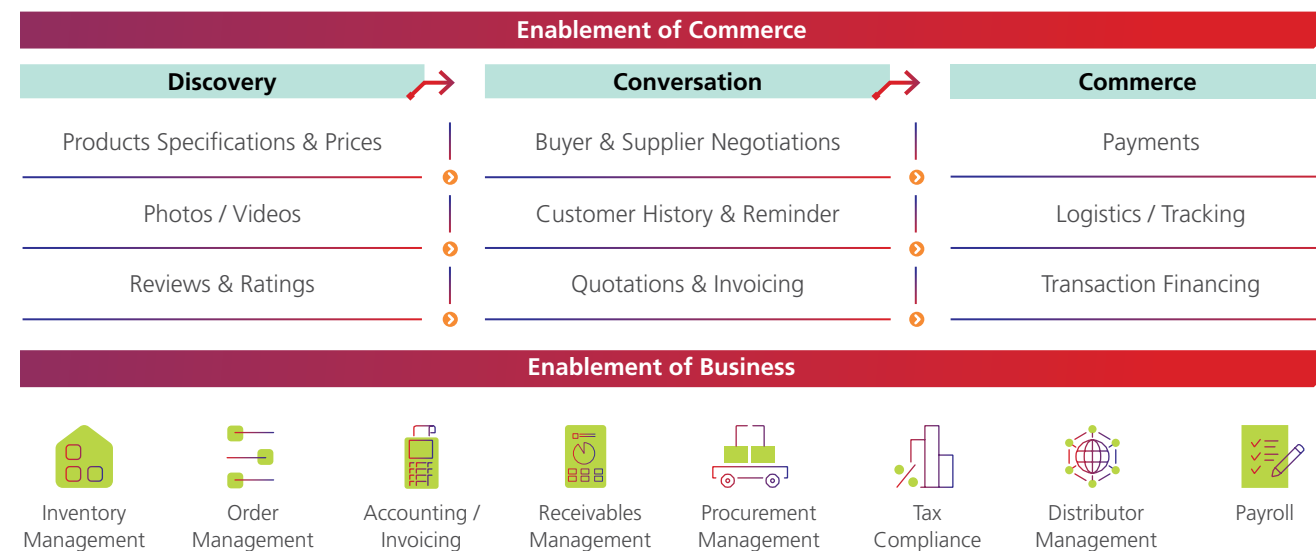 Enablement of Commerce
Discovery
Conversation
Commerce
Products Specifications & Prices
Buyer & Supplier Negotiations
Payments
Photos / Videos
Customer History & Reminder
Logistics / Tracking
Reviews & Ratings
Quotations & Invoicing
Transaction Financing
Enablement of Business
Inventory
Management
Order
Management
Accounting /
Invoicing
Receivables
Management
Procurement
Management
Tax
Compliance
Distributor
Management
Payroll